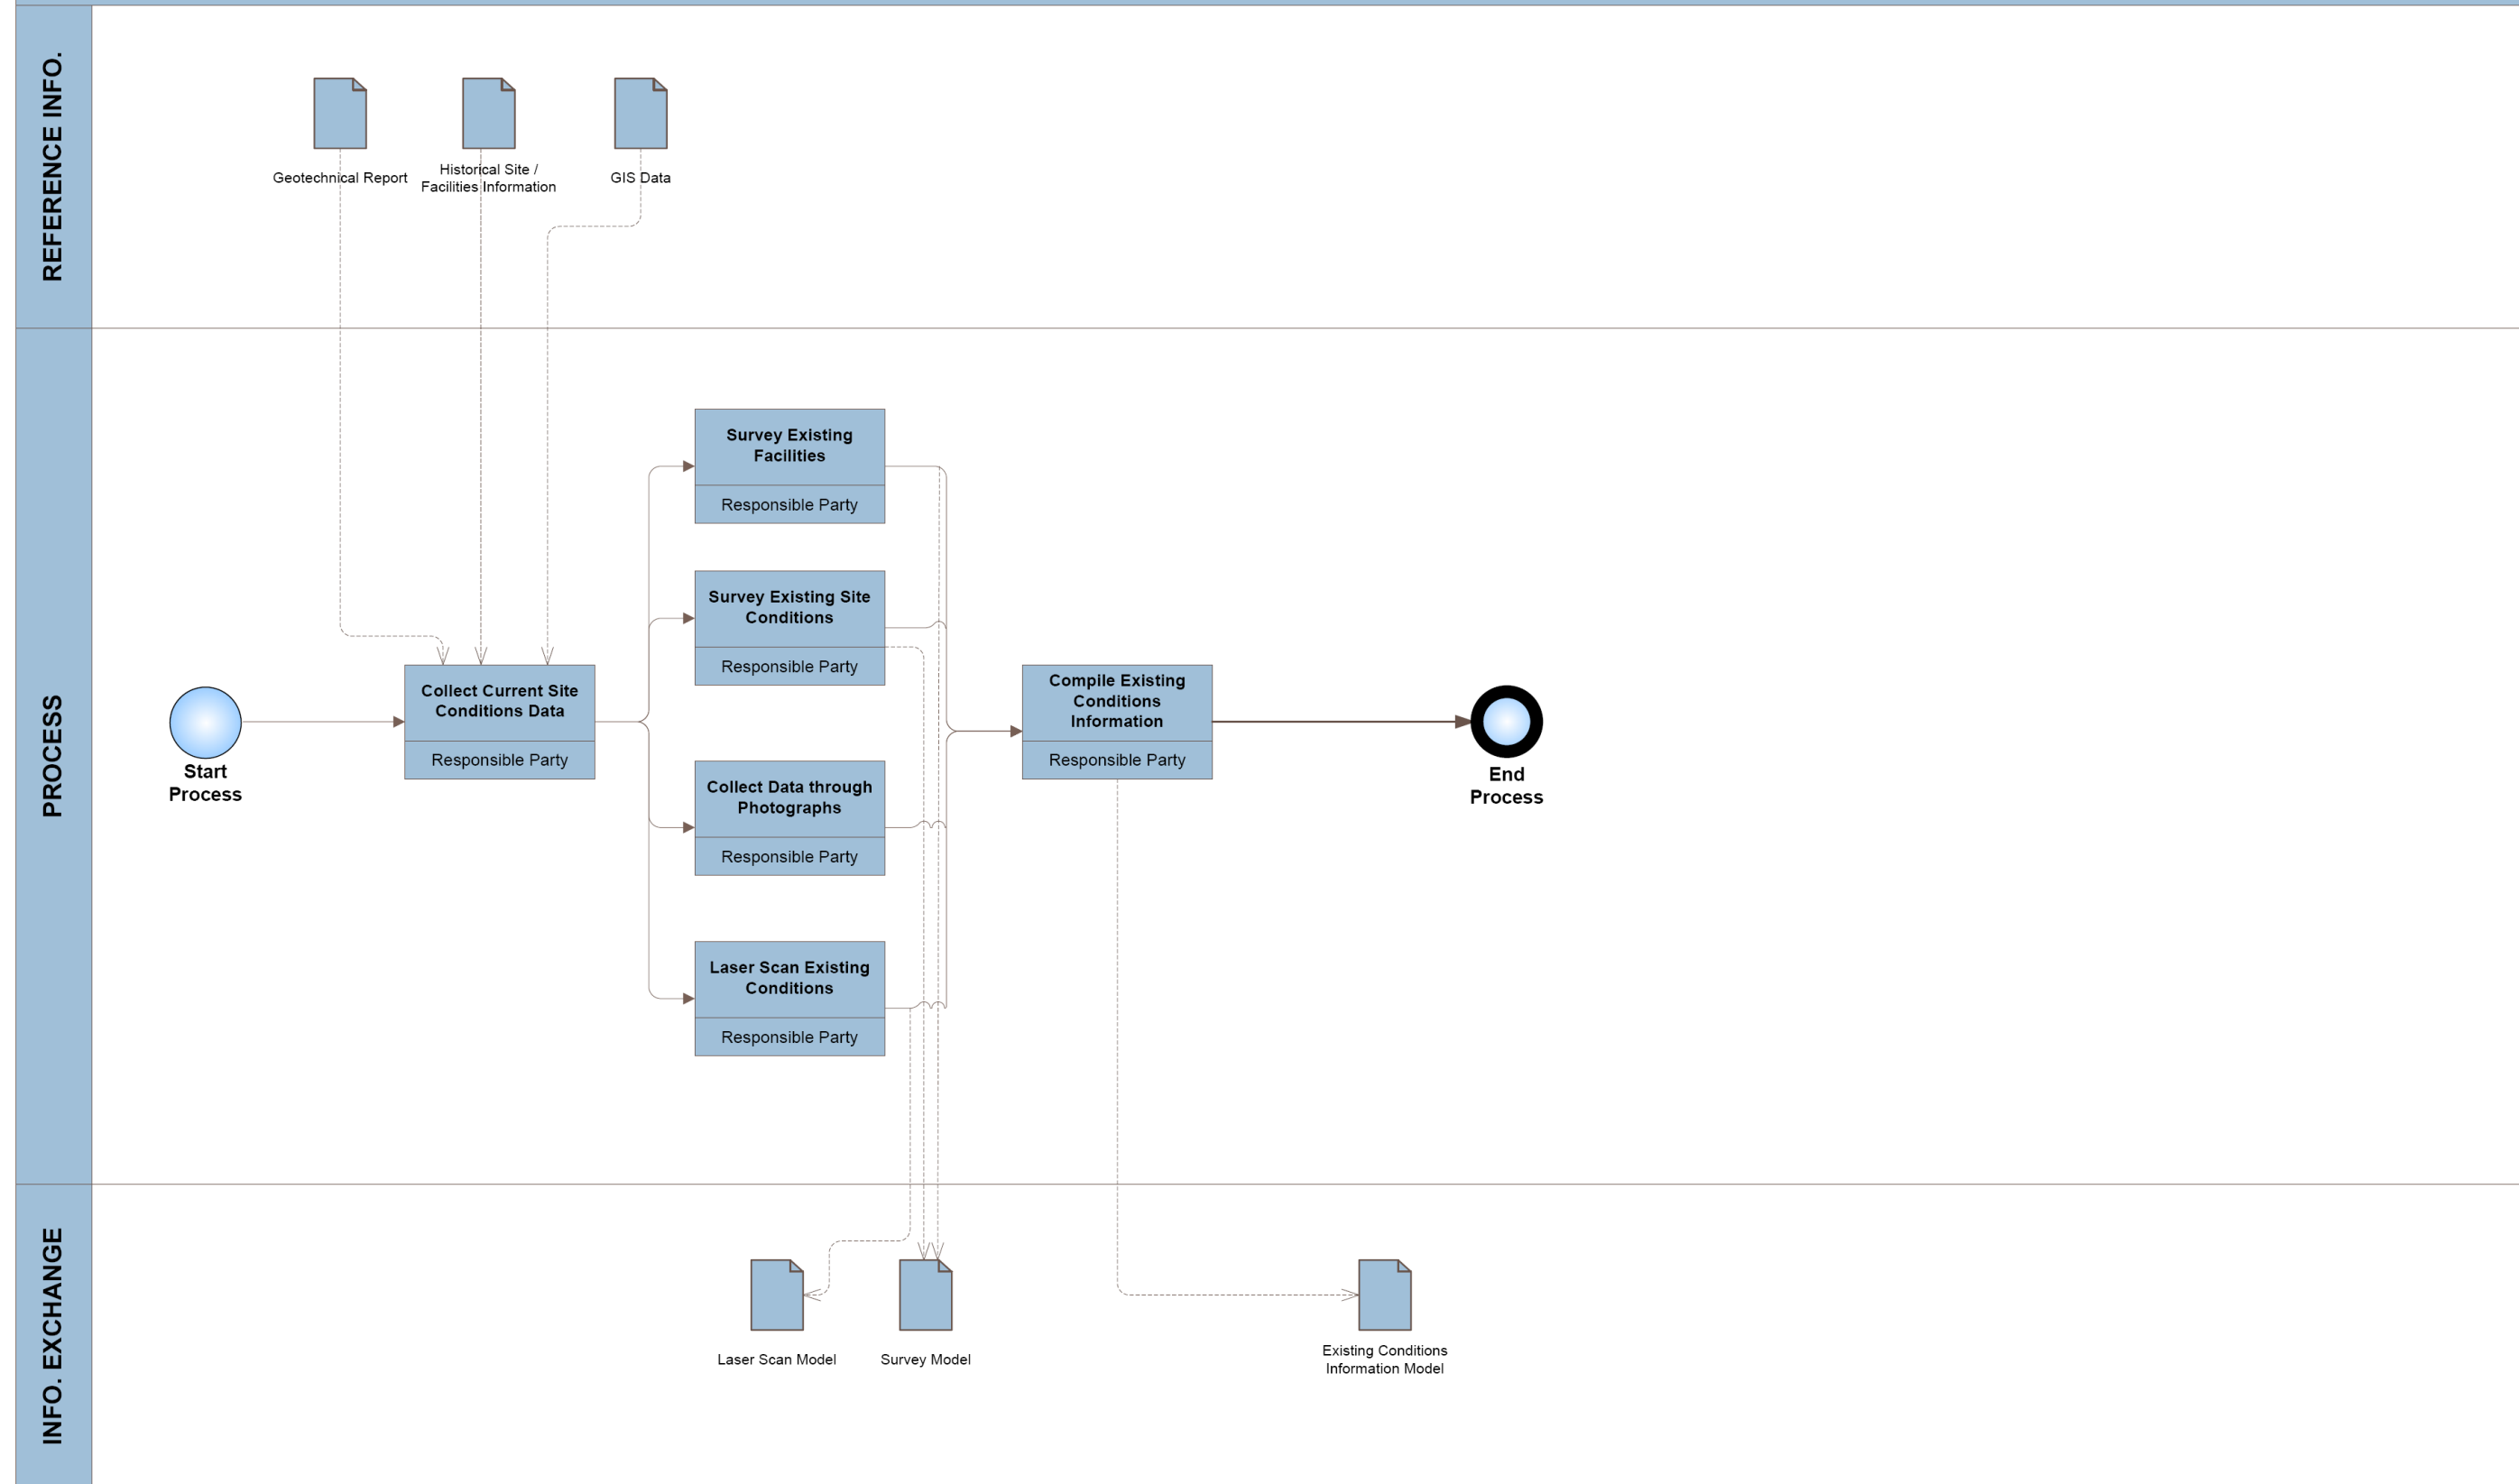 REFERENCE INFO.
Geotechnical Report
Historical Site /
Facilities Information
GIS Data
PROCESS
Start
Process
Collect Current Site
Conditions Data
Responsible Party
Survey Existing
Facilities
Responsible Party
Survey Existing Site
Conditions
Responsible Party
Collect Data through
Photographs
Responsible Party
Laser Scan Existing
Conditions
Responsible Party
Compile Existing
Conditions
Information
Responsible Party
End
Process
INFO. EXCHANGE
Laser Scan Model
Survey Model
Existing Conditions
Information Model